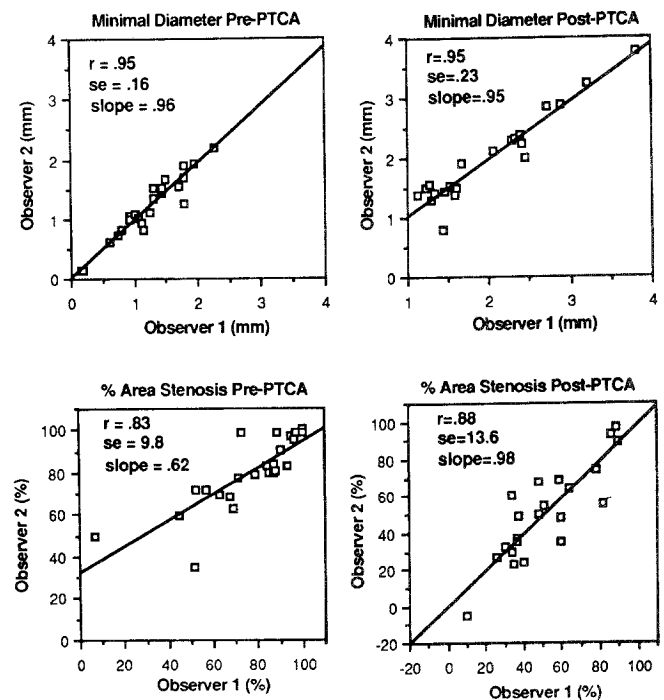 Minimal Diameter Pre-PTCA
r = .95
se = .16
slope = .96
Observer 2 (mm)
4
3
2
1
0
0 1 2 3 4
Observer 1 (mm)
Minimal Diameter Post-PTCA
r=.95
se=.23
slope=.95
Observer 2 (mm)
4
3
2
1
0
1 2 3 4
Observer 1 (mm)
% Area Stenosis Pre-PTCA
r = .83
se = 9.8
slope = .62
Observer 2 (%)
100
80
60
40
20
0
0 20 40 60 80 100
Observer 1 (%)
% Area Stenosis Post-PTCA
r=.88
se=13.6
slope=.98
Observer 2 (%)
100
80
60
40
20
0
-20
-20 0 20 40 60 80 100
Observer 1 (%)